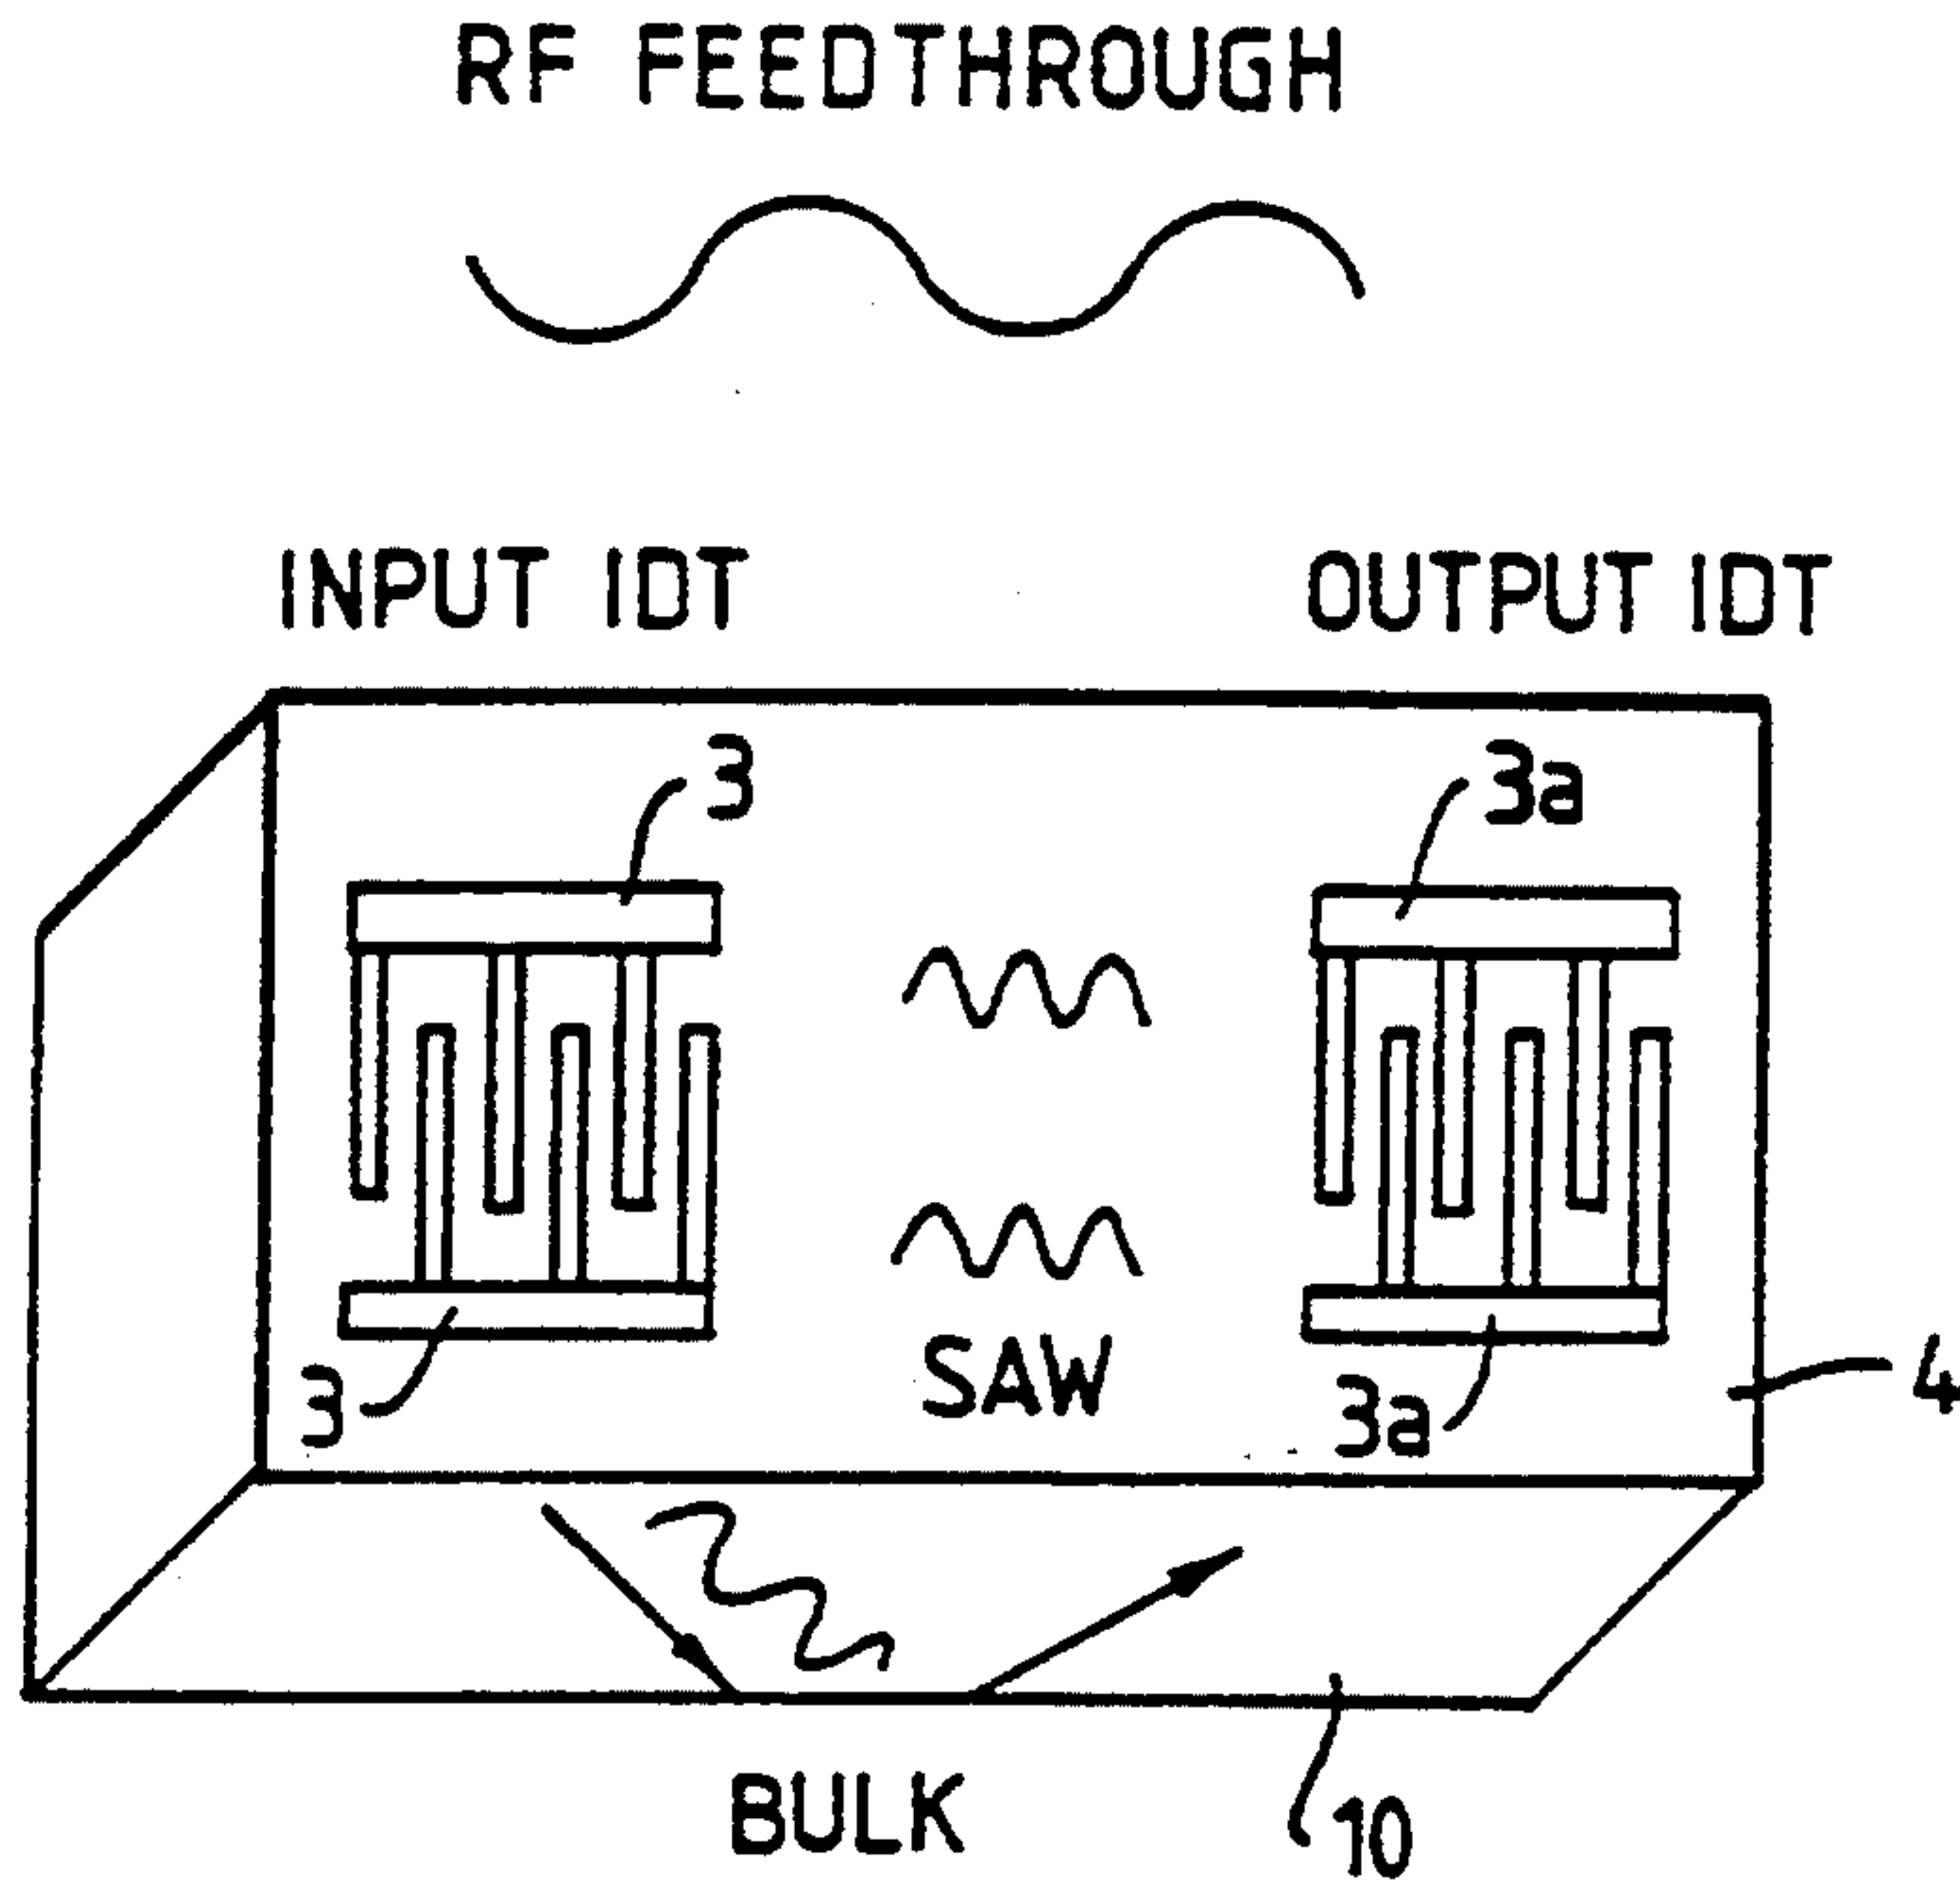 RF FEEDTHROUGH
INPUT IDT
OUTPUT IDT
3
3a
SAW
3
3a
4
BULK
10